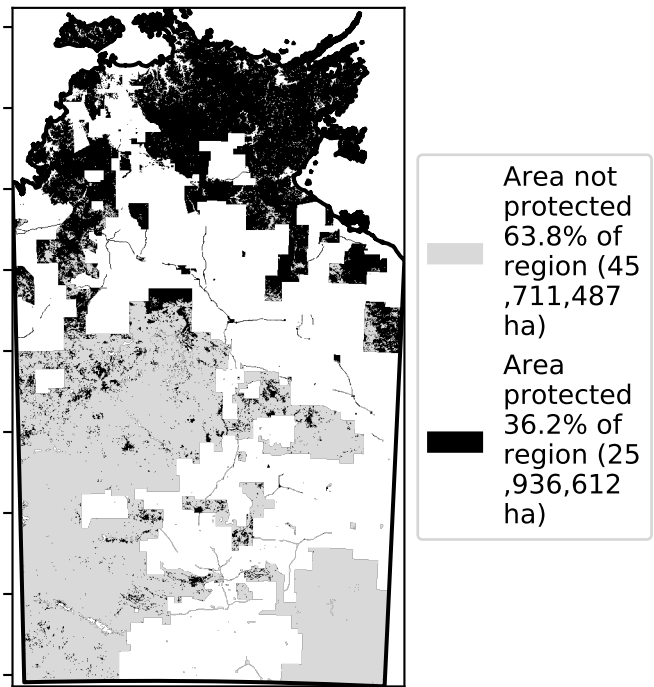 Area not
protected
63.8% of
region (45
,711,487
ha)
Area
protected
36.2% of
region (25
,936,612
ha)